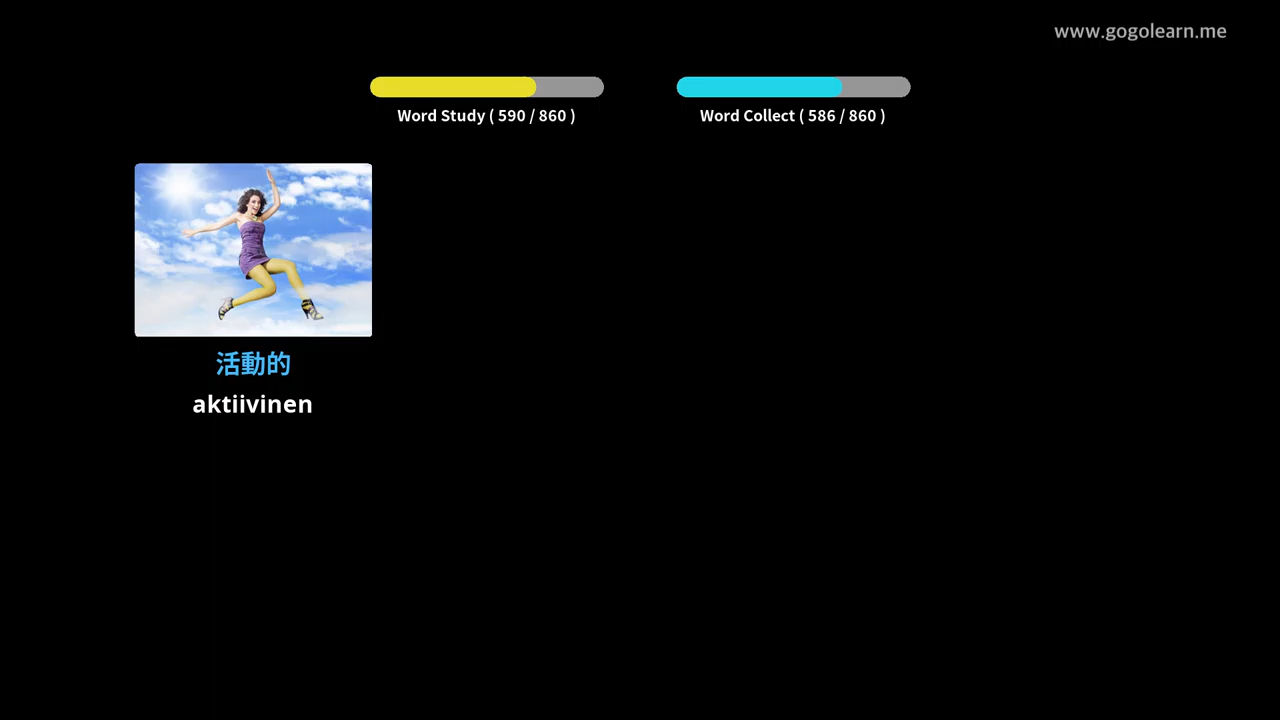 www.gogolearn.me
Word Study ( 590 / 860 )
Word Collect ( 586 / 860 )
活動的
aktiivinen